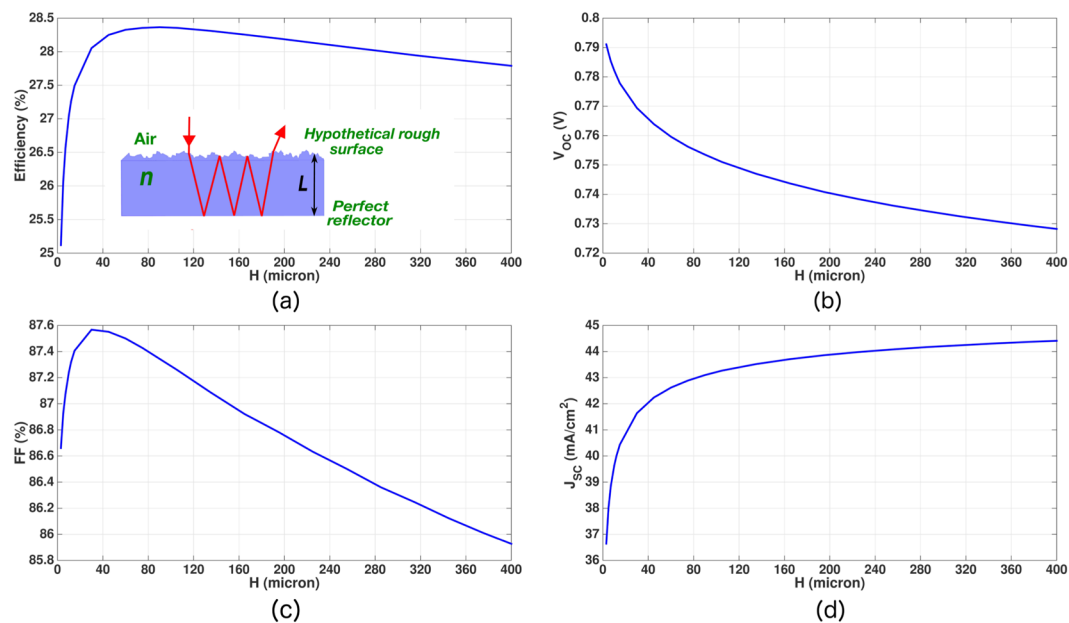 28.5
28
27.5
27
26.5
26
25.5
25
Efficiency (%)
Air
Hypothetical rough
surface
n
L
Perfect
reflector
0 40 80 120 160 200 240 280 320 360 400
H (micron)
(a)
0.8
0.79
0.78
0.77
0.76
0.75
0.74
0.73
0.72
V_OC (V)
0 40 80 120 160 200 240 280 320 360 400
H (micron)
(b)
87.6
87.4
87.2
87
86.8
86.6
86.4
86.2
86
85.8
FF (%)
0 40 80 120 160 200 240 280 320 360 400
H (micron)
(c)
45
44
43
42
41
40
39
38
37
36
J_SC (mA/cm²)
0 40 80 120 160 200 240 280 320 360 400
H (micron)
(d)